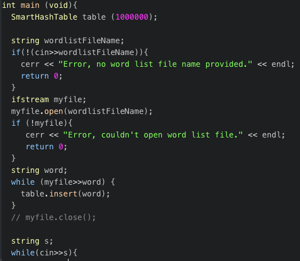 int main (void){
SmartHashTable table (1000000);
string wordlistFileName;
if(!(cin>>wordlistFileName)){
cerr << "Error, no word list file name provided." << endl;
return 0;
}
ifstream myfile;
myfile.open(wordlistFileName);
if (!myfile){
cerr << "Error, couldn't open word list file." << endl;
return 0;
}
string word;
while (myfile>>word) {
table.insert(word);
}
// myfile.close();
string s;
while(cin>>s){